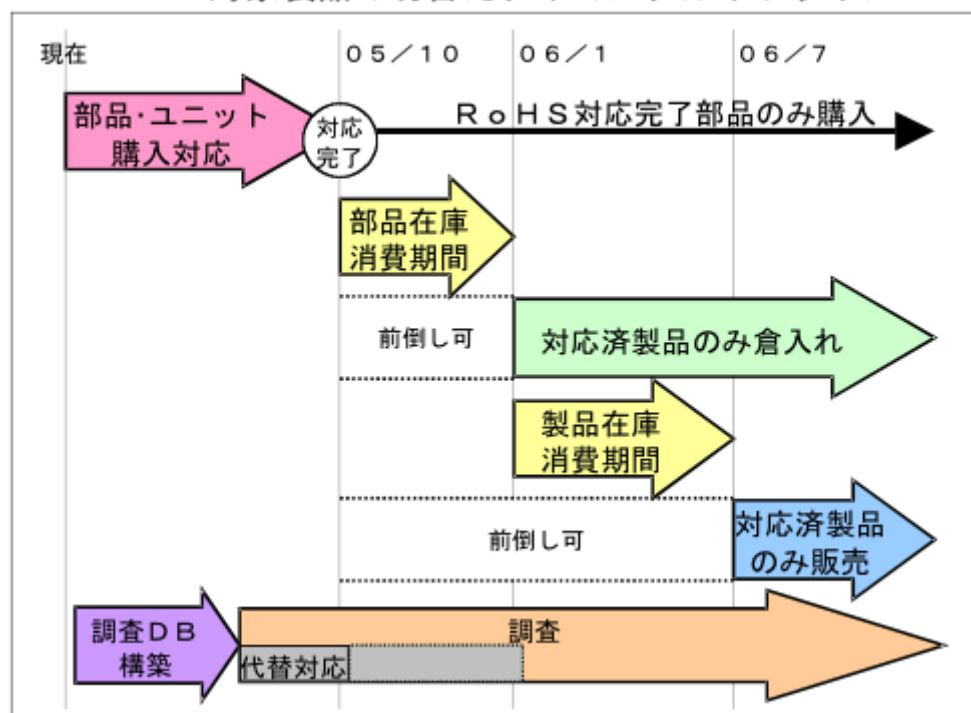 現在
05/10
06/1
06/7
部品・ユニット
購入対応
対応
完了
RoHS対応完了部品のみ購入
部品在庫
消費期間
前倒し可
対応済製品のみ倉入れ
製品在庫
消費期間
前倒し可
対応済製品
のみ販売
調査DB
構築
調査
代替対応